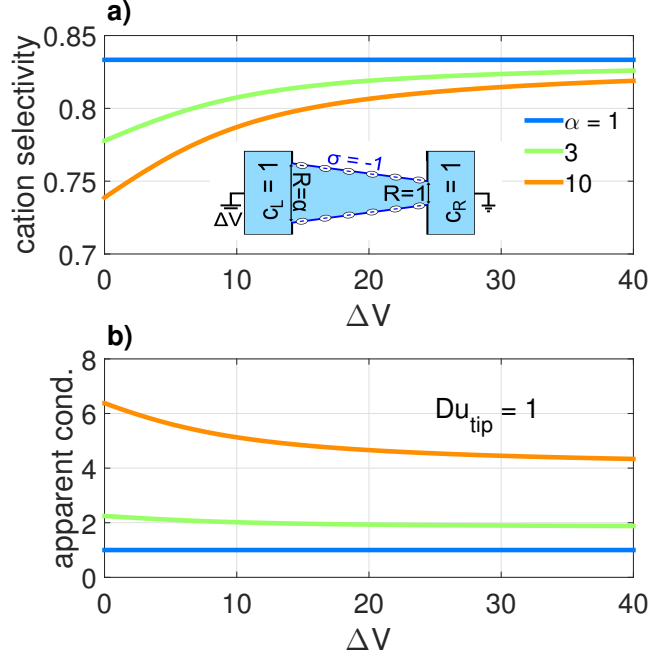 a)
0.85
0.8
0.75
0.7
cation selectivity
α = 1
3
10
σ = -1
c_L = 1
R=α
R=1
c_R = 1
ΔV
0
10
20
30
40
ΔV
b)
8
6
4
2
0
apparent cond.
Du_tip = 1
0
10
20
30
40
ΔV